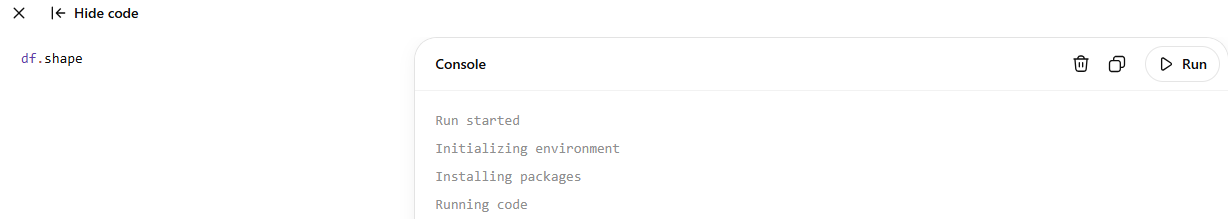 Hide code
df.shape
Console
Run
Run started
Initializing environment
Installing packages
Running code